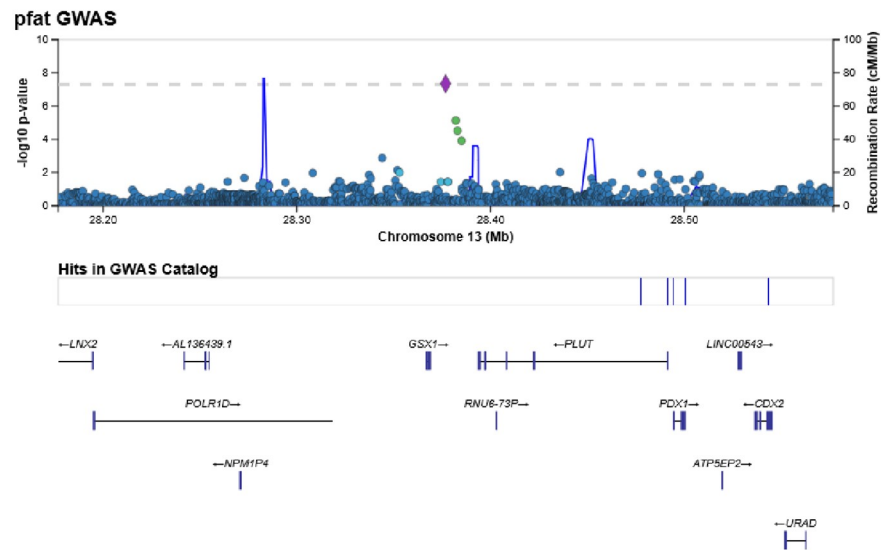 pfat GWAS
10
8
6
4
2
0
-log10 p-value
100
80
60
40
20
0
Recombination Rate (cM/Mb)
28.20 28.30 28.40 28.50
Chromosome 13 (Mb)
Hits in GWAS Catalog
←LNX2 ←AL136439.1 GSX1→ ←PLUT LINC00543→
POLR1D→ RNU6-73P→ PDX1→ ←CDX2
←NPM1P4 ATP5EP2→
←URAD